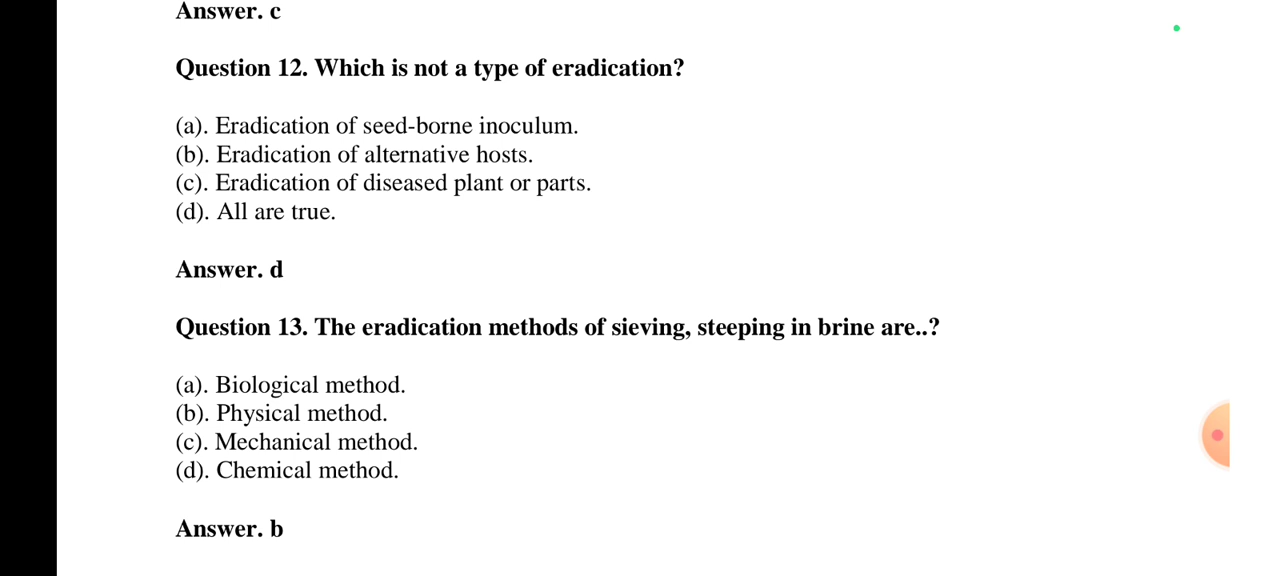 Answer. c
Question 12. Which is not a type of eradication?
(a). Eradication of seed-borne inoculum.
(b). Eradication of alternative hosts.
(c). Eradication of diseased plant or parts.
(d). All are true.
Answer. d
Question 13. The eradication methods of sieving, steeping in brine are..?
(a). Biological method.
(b). Physical method.
(c). Mechanical method.
(d). Chemical method.
Answer. b